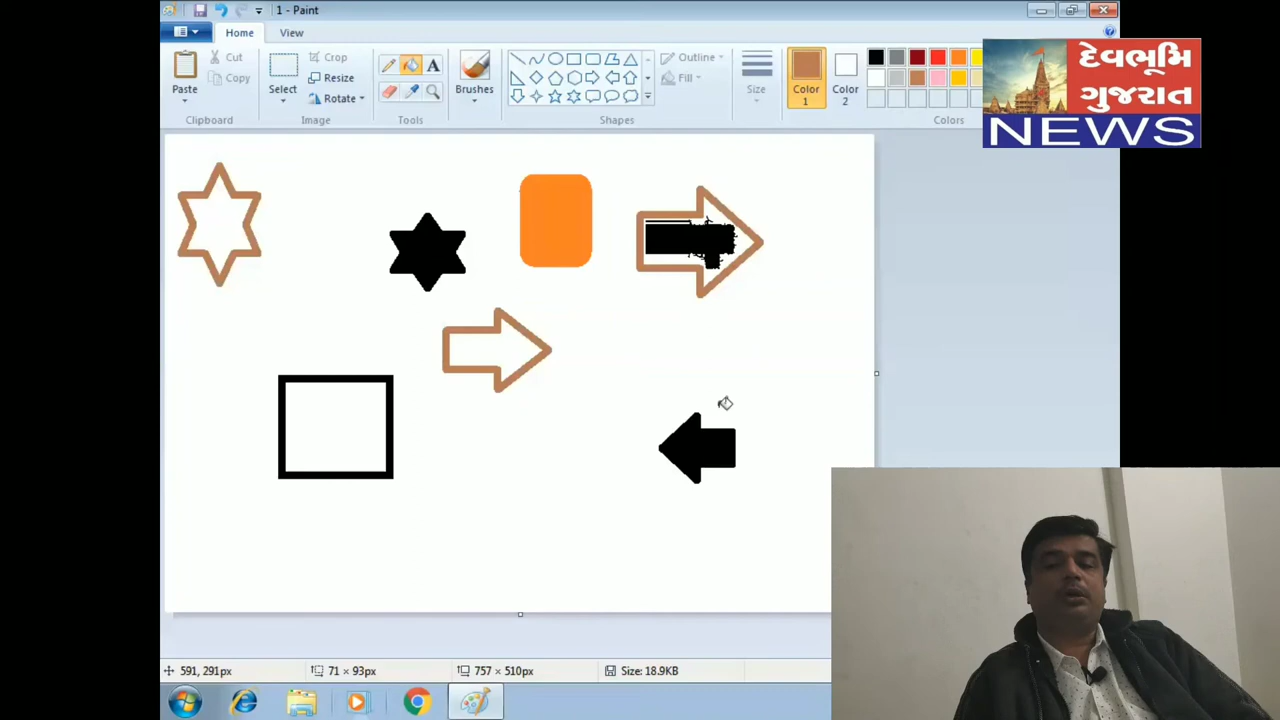 1 - Paint
Home
View
Paste
Cut
Copy
Clipboard
Select
Crop
Resize
Rotate
Image
A
Tools
Brushes
Outline
Fill
Shapes
Size
Color
1
Color
2
Colors
દેવભૂમિ
ગુજરાત
NEWS
591, 291px
71 × 93px
757 × 510px
Size: 18.9KB